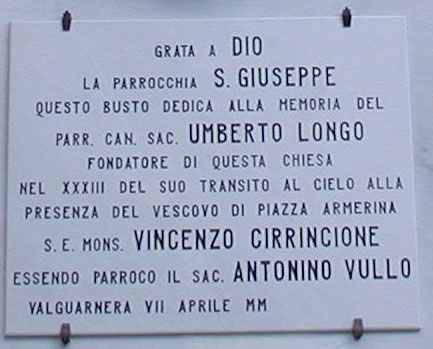 GRATA A DIO
LA PARROCCHIA S. GIUSEPPE
QUESTO BUSTO DEDICA ALLA MEMORIA DEL
PARR. CAN. SAC. UMBERTO LONGO
FONDATORE DI QUESTA CHIESA
NEL XXXIII DEL SUO TRANSITO AL CIELO ALLA
PRESENZA DEL VESCOVO DI PIAZZA ARMERINA
S. E. MONS. VINCENZO CIRRINCIONE
ESSENDO PARROCO IL SAC. ANTONINO VULLO
VALGUARNERA VII APRILE MM